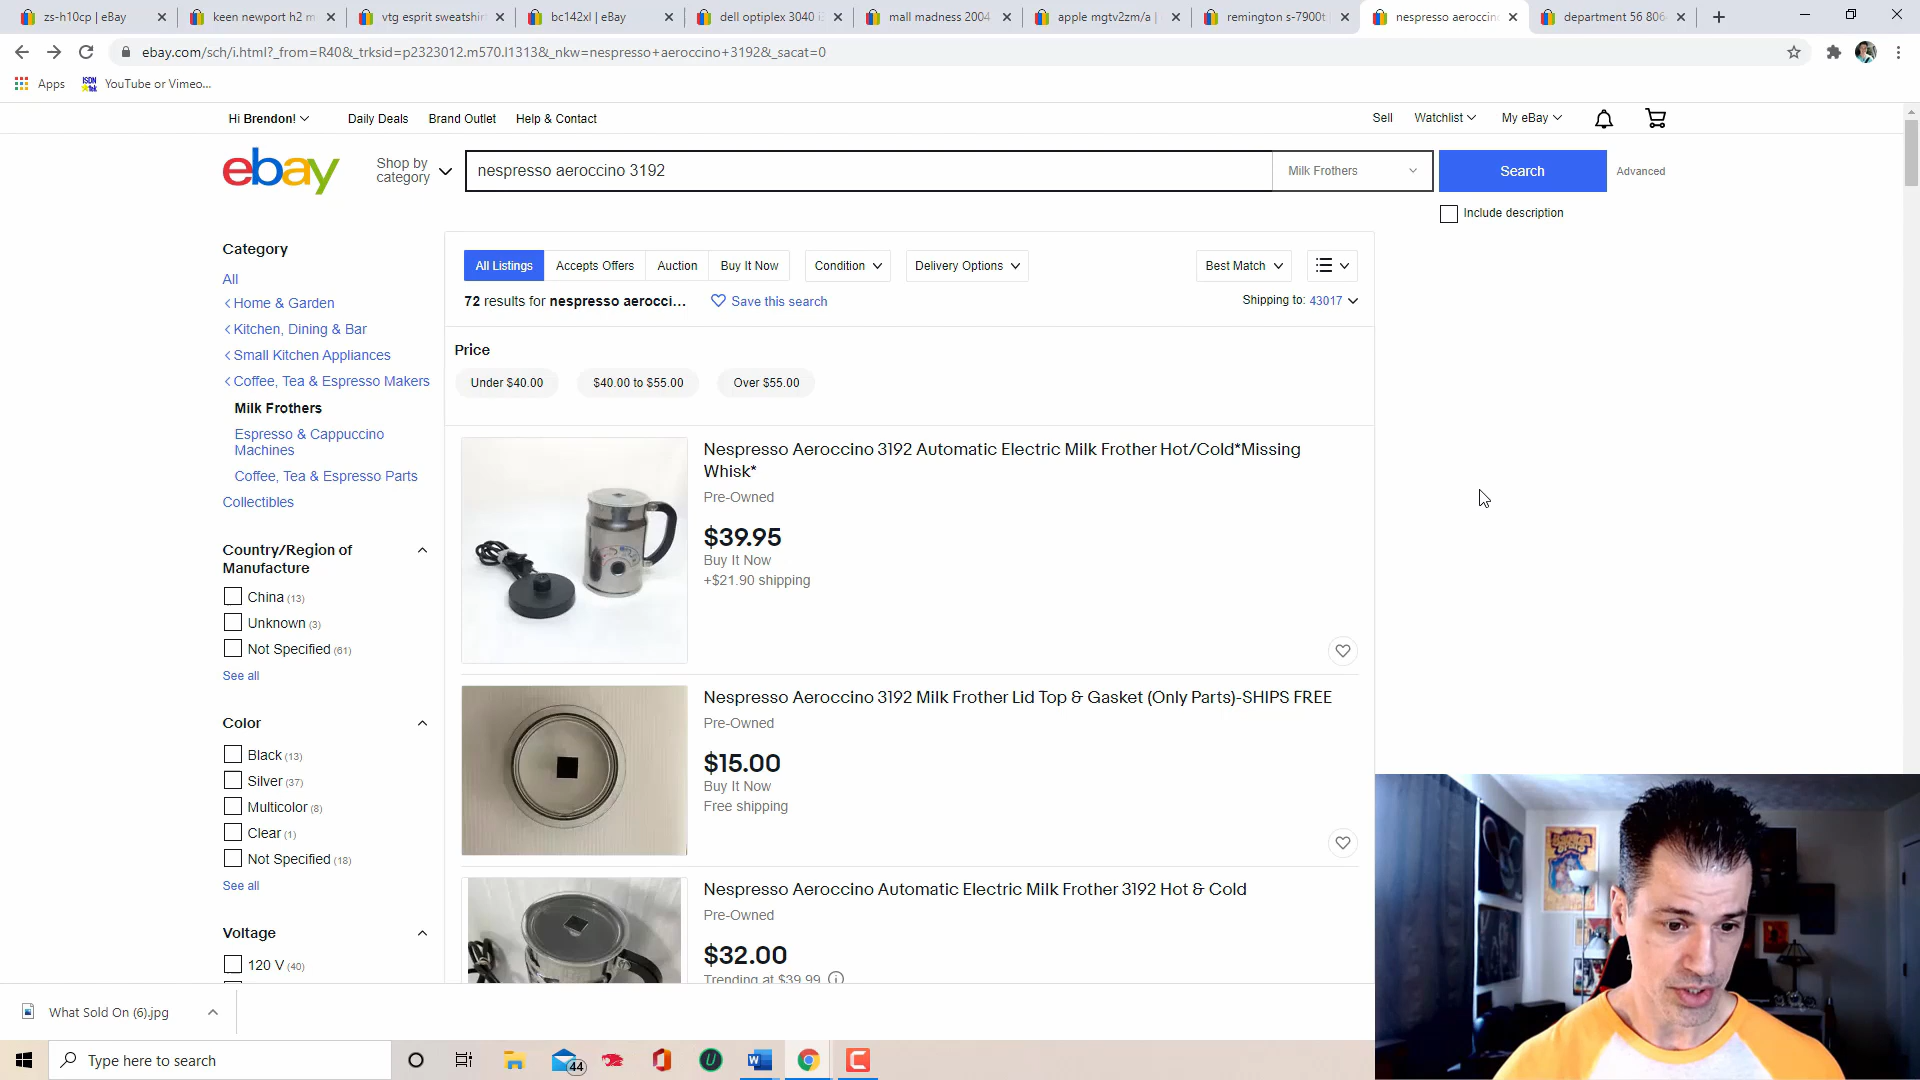 zs-h10cp | eBay
keen newport h2 m
vtg esprit sweatshirt
bc142xl | eBay
dell optiplex 3040 i
mall madness 2004
apple mgtv2zm/a |
remington s-7900t
nespresso aeroccin
department 56 806
ebay.com/sch/i.html?_from=R40&_trksid=p2323012.m570.l1313&_nkw=nespresso+aeroccino+3192&_sacat=0
Apps
ISDN Tek
YouTube or Vimeo...
Hi Brendon!
Daily Deals
Brand Outlet
Help & Contact
Sell
Watchlist
My eBay
ebay
Shop by category
nespresso aeroccino 3192
Milk Frothers
Search
Advanced
Include description
Category
All
Home & Garden
Kitchen, Dining & Bar
Small Kitchen Appliances
Coffee, Tea & Espresso Makers
Milk Frothers
Espresso & Cappuccino
Machines
Coffee, Tea & Espresso Parts
Collectibles
Country/Region of
Manufacture
China (13)
Unknown (3)
Not Specified (61)
See all
Color
Black (13)
Silver (37)
Multicolor (8)
Clear (1)
Not Specified (18)
See all
Voltage
120 V (40)
All Listings
Accepts Offers
Auction
Buy It Now
Condition
Delivery Options
Best Match
72 results for nespresso aerocci...
Save this search
Shipping to: 43017
Price
Under $40.00
$40.00 to $55.00
Over $55.00
Nespresso Aeroccino 3192 Automatic Electric Milk Frother Hot/Cold*Missing
Whisk*
Pre-Owned
$39.95
Buy It Now
+$21.90 shipping
Nespresso Aeroccino 3192 Milk Frother Lid Top & Gasket (Only Parts)-SHIPS FREE
Pre-Owned
$15.00
Buy It Now
Free shipping
Nespresso Aeroccino Automatic Electric Milk Frother 3192 Hot & Cold
Pre-Owned
$32.00
Trending at $39.99
What Sold On (6).jpg
Type here to search
44